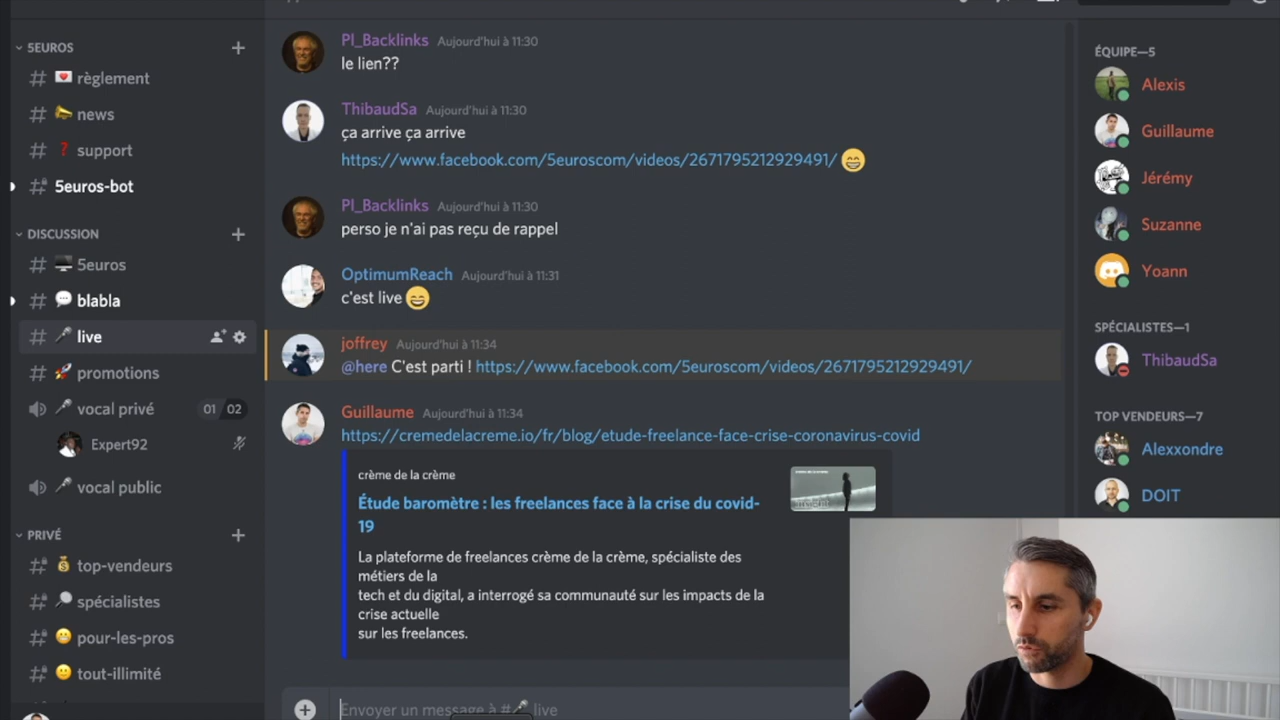 5EUROS
# 💌 règlement
# 📣 news
# ❓ support
# 5euros-bot
DISCUSSION
# 🖥️ 5euros
# 💬 blabla
# 🎤 live
# 🚀 promotions
🎤 vocal privé 01 / 02
Expert92
🎤 vocal public
PRIVÉ
# 💰 top-vendeurs
# 🔎 spécialistes
# 😬 pour-les-pros
# 🙂 tout-illimité
Pl_Backlinks Aujourd'hui à 11:30
le lien??
ThibaudSa Aujourd'hui à 11:30
ça arrive ça arrive
https://www.facebook.com/5euroscom/videos/2671795212929491/ 😄
Pl_Backlinks Aujourd'hui à 11:30
perso je n'ai pas reçu de rappel
OptimumReach Aujourd'hui à 11:31
c'est live 😄
joffrey Aujourd'hui à 11:34
@here C'est parti ! https://www.facebook.com/5euroscom/videos/2671795212929491/
Guillaume Aujourd'hui à 11:34
https://cremedelacreme.io/fr/blog/etude-freelance-face-crise-coronavirus-covid
crème de la crème
Étude baromètre : les freelances face à la crise du covid-
19
La plateforme de freelances crème de la crème, spécialiste des
métiers de la
tech et du digital, a interrogé sa communauté sur les impacts de la
crise actuelle
sur les freelances.
Envoyer un message à #🎤 live
ÉQUIPE—5
Alexis
Guillaume
Jérémy
Suzanne
Yoann
SPÉCIALISTES—1
ThibaudSa
TOP VENDEURS—7
Alexxondre
DOIT